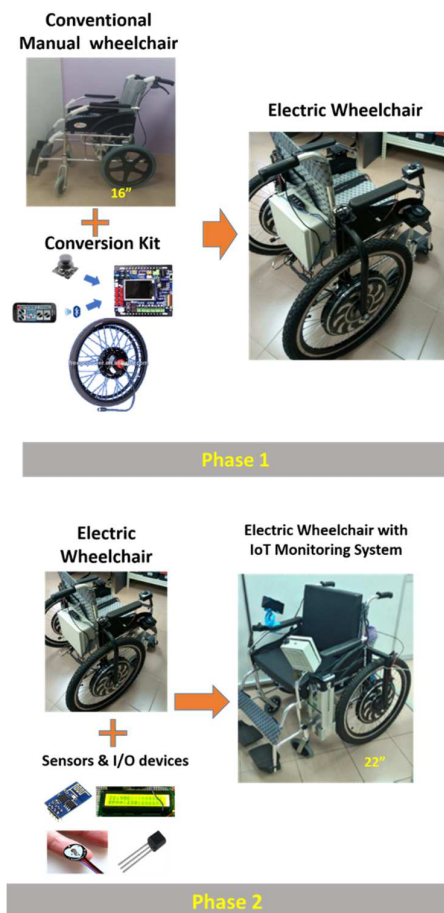 Conventional
Manual wheelchair
16”
Conversion Kit
Electric Wheelchair
Phase 1
Electric
Wheelchair
Sensors & I/O devices
Electric Wheelchair with
IoT Monitoring System
22”
Phase 2